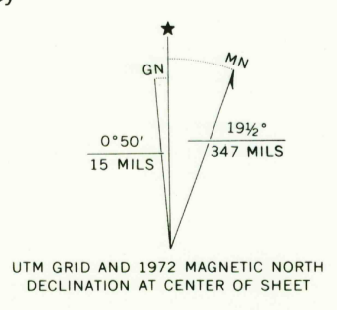 GN
MN
0°50'
15 MILS
19½°
347 MILS
UTM GRID AND 1972 MAGNETIC NORTH
DECLINATION AT CENTER OF SHEET